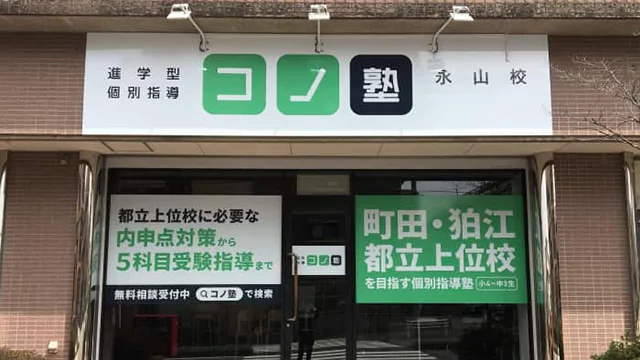 進学型
個別指導
コノ塾
永山校
都立上位校に必要な
内申点対策から
5科目受験指導まで
無料相談受付中 コノ塾 で検索
コノ塾
町田・狛江
都立上位校
を目指す個別指導塾 小4〜中3生